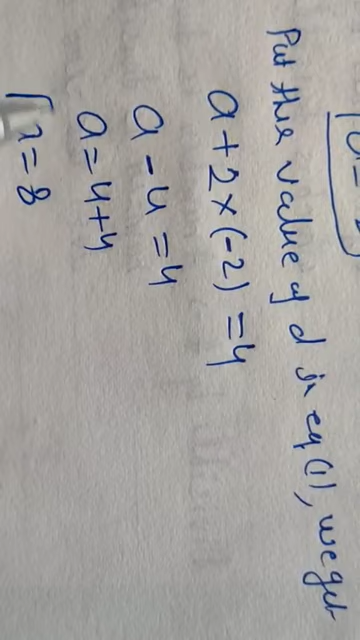 Put the value of d in eq (1), we get
a + 2 × (-2) = 4
a - 4 = 4
a = 4 + 4
a = 8